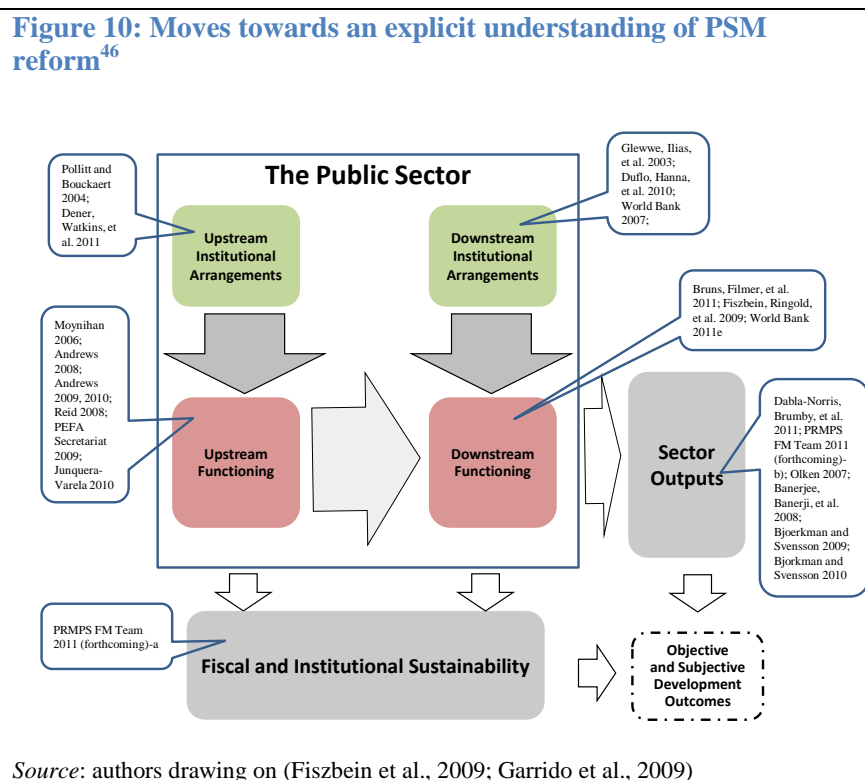 Figure 10: Moves towards an explicit understanding of PSM
reform46
The Public Sector
Pollitt and
Bouckaert
2004;
Dener,
Watkins, et
al. 2011
Glewwe, Ilias,
et al. 2003;
Duflo, Hanna,
et al. 2010;
World Bank
2007;
Upstream
Institutional
Arrangements
Downstream
Institutional
Arrangements
Bruns, Filmer, et al.
2011; Fiszbein, Ringold,
et al. 2009; World Bank
2011e
Moynihan
2006;
Andrews
2008;
Andrews
2009, 2010;
Reid 2008;
PEFA
Secretariat
2009;
Junquera-
Varela 2010
Upstream
Functioning
Downstream
Functioning
Sector
Outputs
Dabla-Norris,
Brumby, et al.
2011; PRMPS
FM Team 2011
(forthcoming)-
b); Olken 2007;
Banerjee,
Banerji, et al.
2008;
Bjoerkman and
Svensson 2009;
Bjorkman and
Svensson 2010
PRMPS FM Team
2011 (forthcoming)-a
Fiscal and Institutional Sustainability
Objective
and Subjective
Development
Outcomes
Source: authors drawing on (Fiszbein et al., 2009; Garrido et al., 2009)